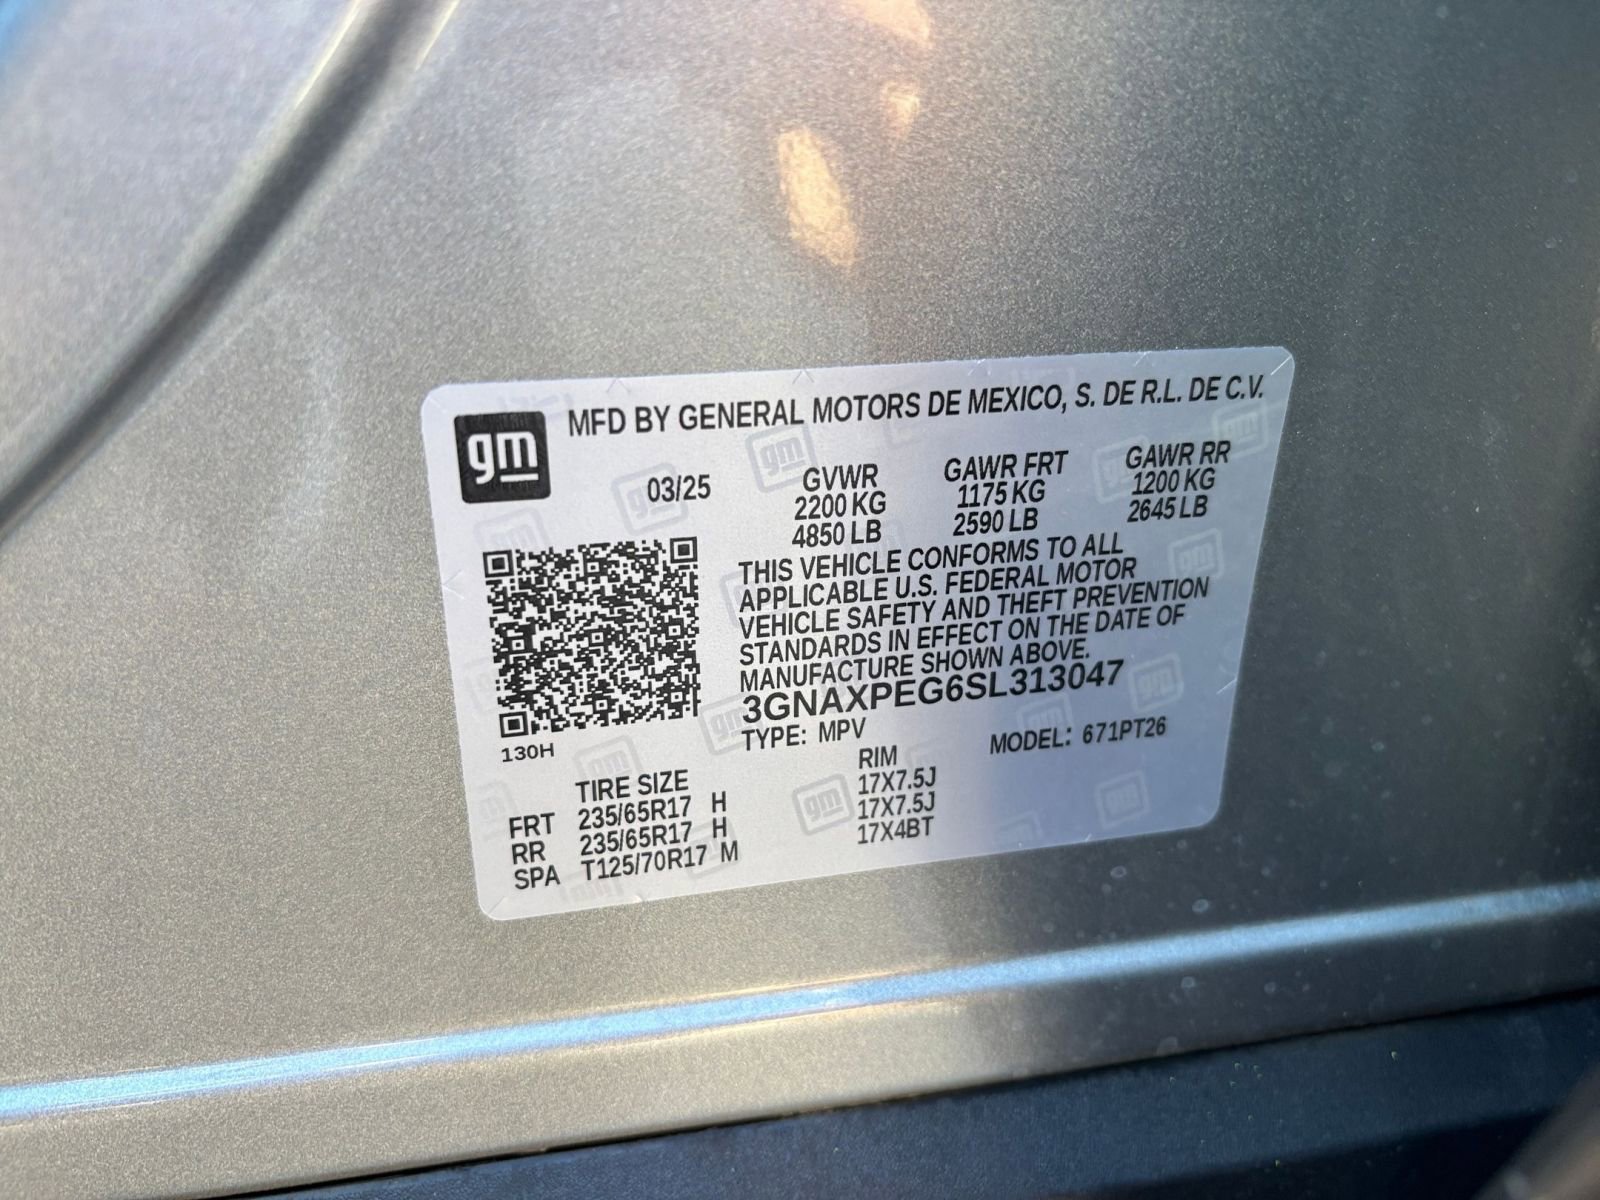 gm
MFD BY GENERAL MOTORS DE MEXICO, S. DE R.L. DE C.V.
03/25
GVWR GAWR FRT GAWR RR
2200 KG 1175 KG 1200 KG
4850 LB 2590 LB 2645 LB
THIS VEHICLE CONFORMS TO ALL
APPLICABLE U.S. FEDERAL MOTOR
VEHICLE SAFETY AND THEFT PREVENTION
STANDARDS IN EFFECT ON THE DATE OF
MANUFACTURE SHOWN ABOVE.
3GNAXPEG6SL313047
TYPE: MPV MODEL: 671PT26
130H
TIRE SIZE RIM
FRT 235/65R17 H 17X7.5J
RR 235/65R17 H 17X7.5J
SPA T125/70R17 M 17X4BT